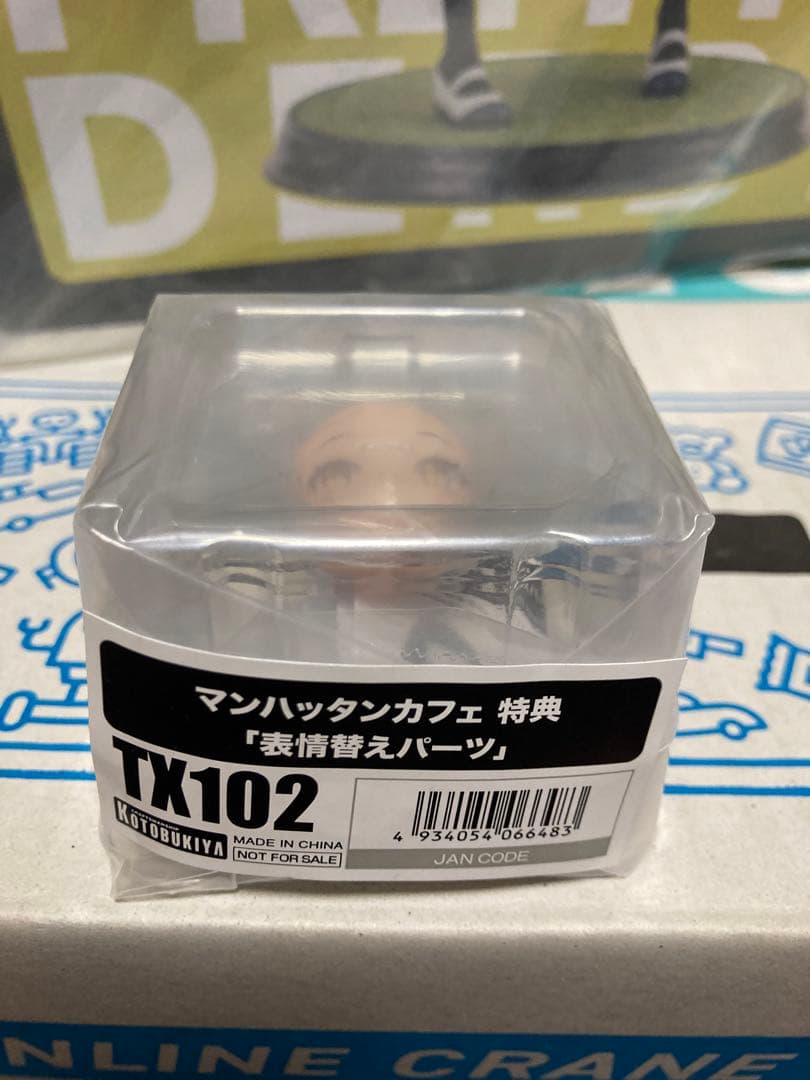 D
マンハッタンカフェ 特典
「表情替えパーツ」
TX102
KOTOBUKIYA
MADE IN CHINA
NOT FOR SALE
4 934054 066483
JAN CODE
NLINE CRANE